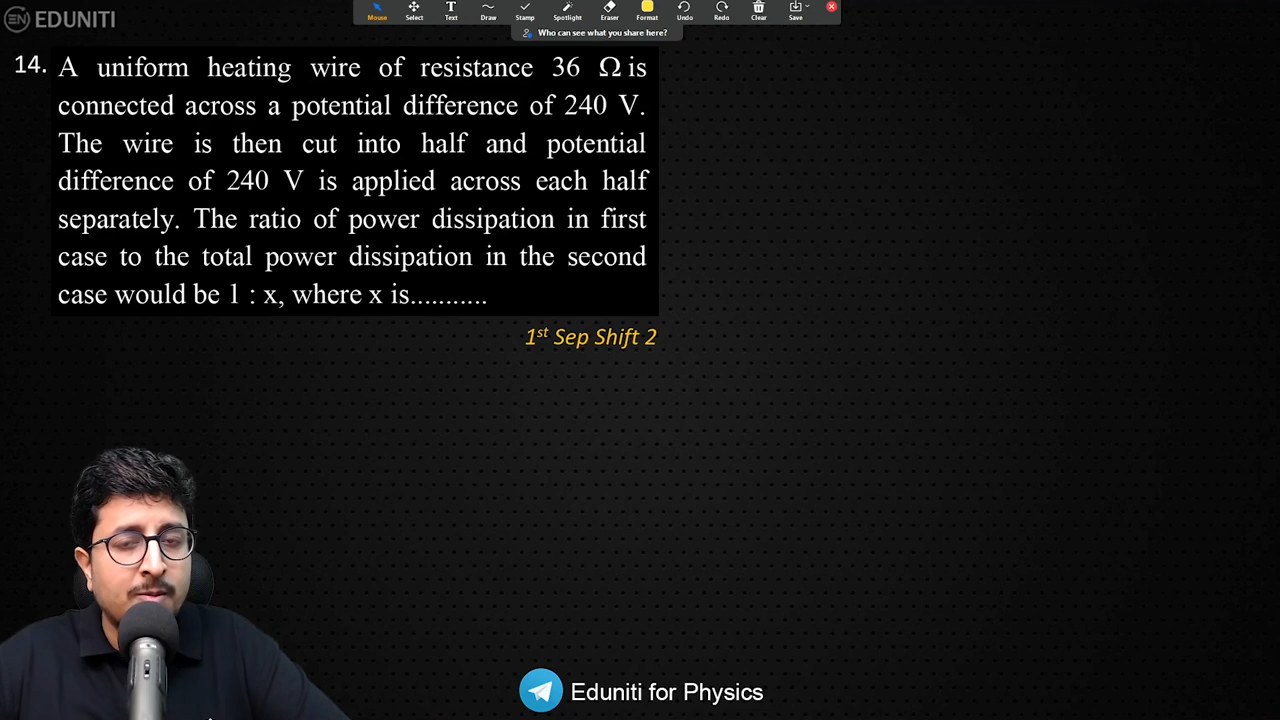 EN EDUNITI
Mouse Select Text Draw Stamp Spotlight Eraser Format Undo Redo Clear Save
Who can see what you share here?
14. A uniform heating wire of resistance 36 Ω is
connected across a potential difference of 240 V.
The wire is then cut into half and potential
difference of 240 V is applied across each half
separately. The ratio of power dissipation in first
case to the total power dissipation in the second
case would be 1 : x, where x is...........
1st Sep Shift 2
Eduniti for Physics